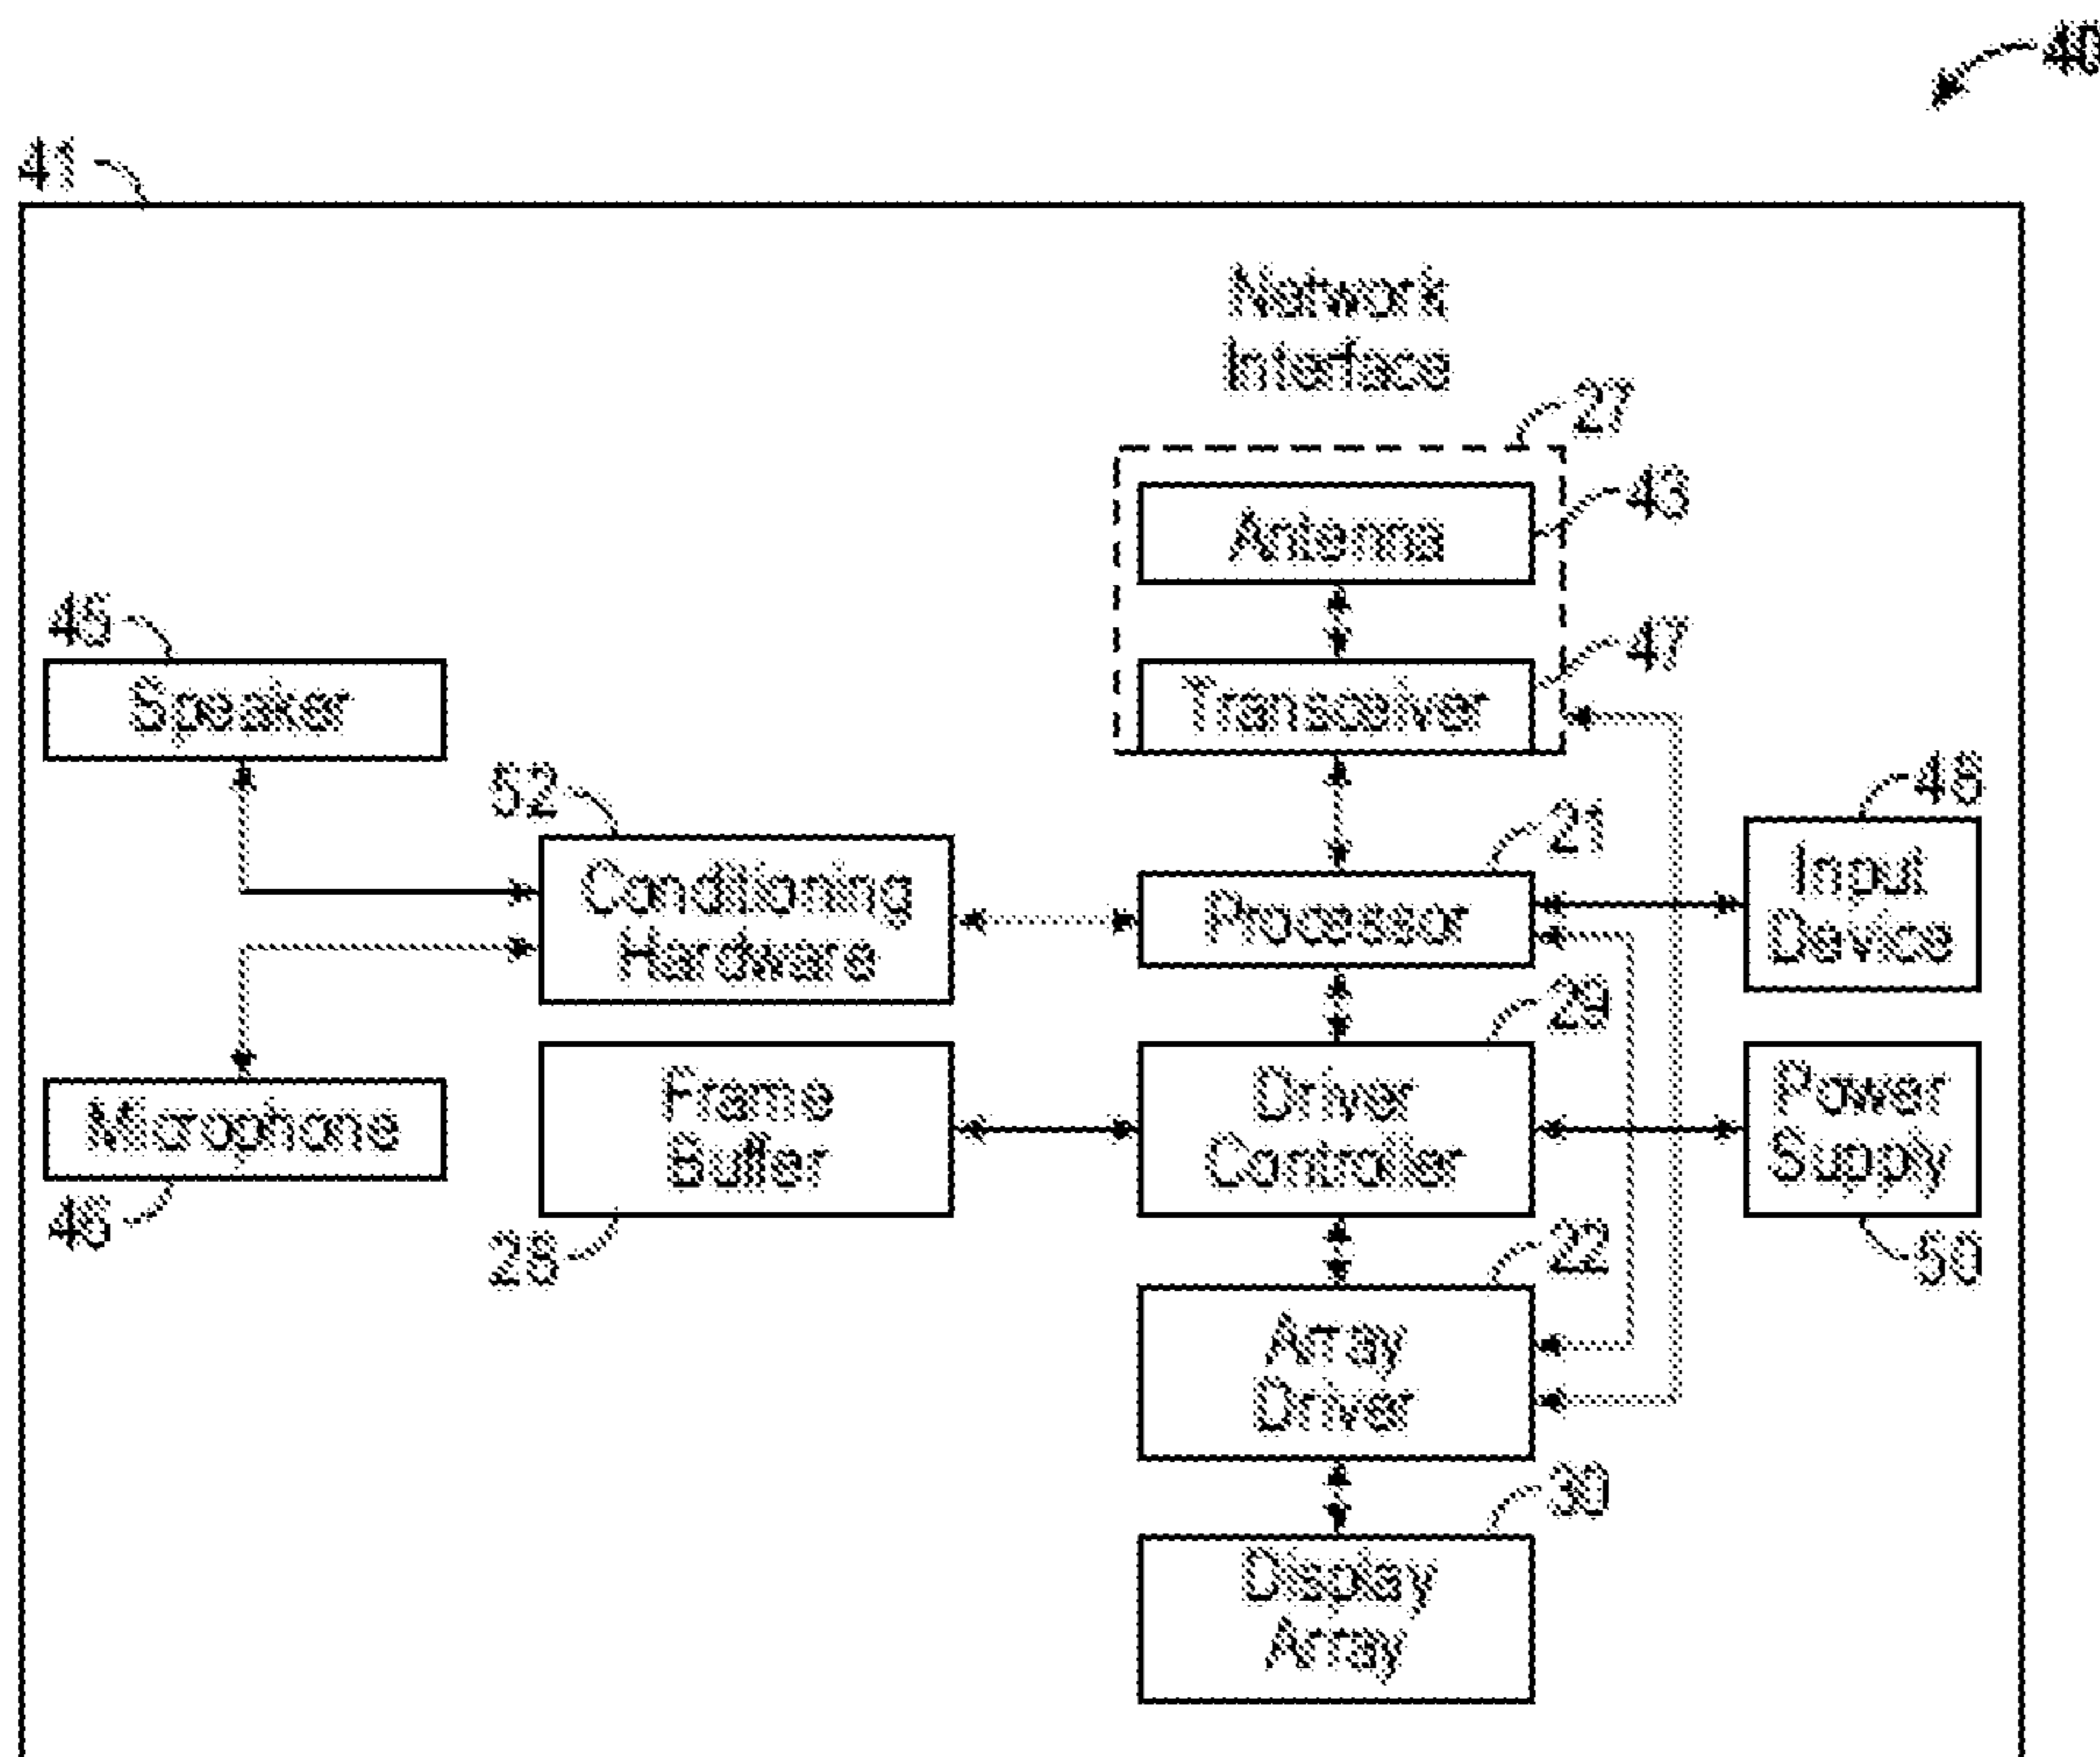 40
41
Network
Interface
27
Antenna
43
45
Speaker
47
Transceiver
52
48
21
Conditioning
Hardware
Processor
Input
Device
29
Microphone
46
Frame
Buffer
28
Driver
Controller
Power
Supply
50
22
Array
Driver
30
Display
Array